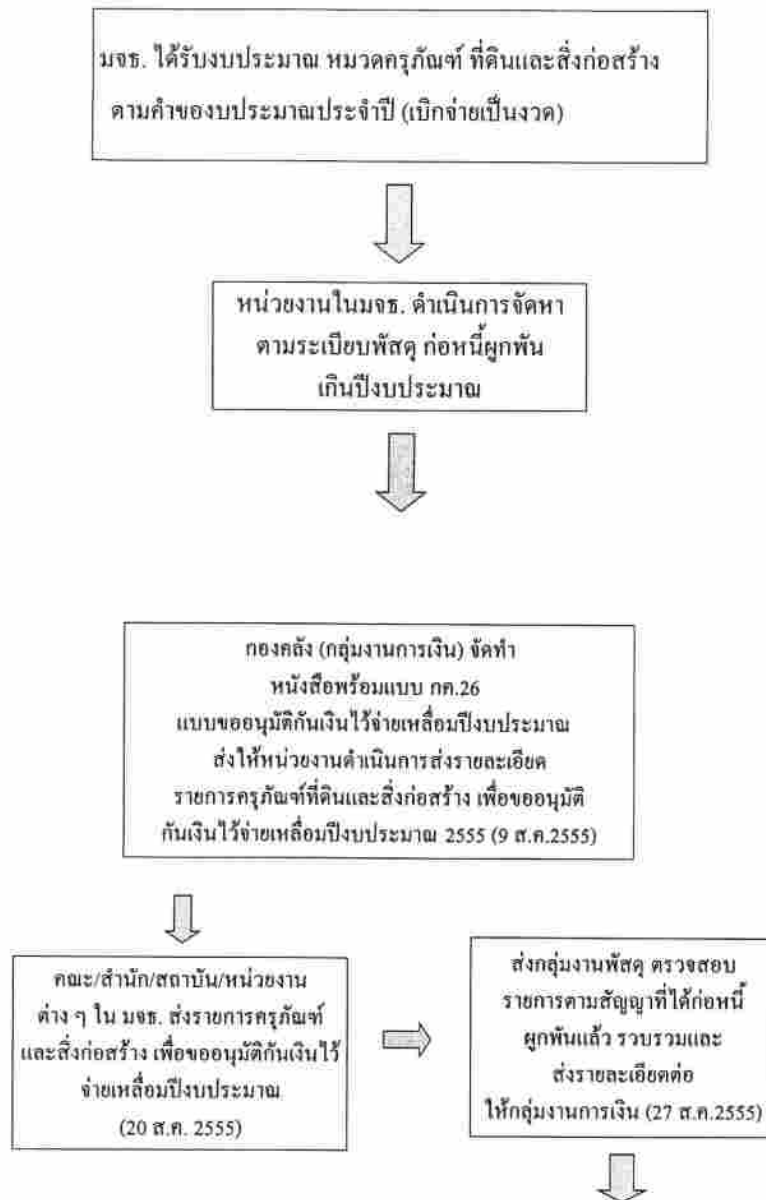 มจธ. ได้รับงบประมาณ หมวดครุภัณฑ์ ที่ดินและสิ่งก่อสร้าง
ตามคำของบประมาณประจำปี (เบิกจ่ายเป็นงวด)
หน่วยงานในมจธ. ดำเนินการจัดหา
ตามระเบียบพัสดุ ก่อหนี้ผูกพัน
เกินปีงบประมาณ
กองคลัง (กลุ่มงานการเงิน) จัดทำ
หนังสือพร้อมแบบ กค.26
แบบขออนุมัติกันเงินไว้จ่ายเหลื่อมปีงบประมาณ
ส่งให้หน่วยงานดำเนินการส่งรายละเอียด
รายการครุภัณฑ์ที่ดินและสิ่งก่อสร้าง เพื่อขออนุมัติ
กันเงินไว้จ่ายเหลื่อมปีงบประมาณ 2555 (9 ส.ค.2555)
คณะ/สำนัก/สถาบัน/หน่วยงาน
ต่าง ๆ ใน มจธ. ส่งรายการครุภัณฑ์
และสิ่งก่อสร้าง เพื่อขออนุมัติกันเงินไว้
จ่ายเหลื่อมปีงบประมาณ
(20 ส.ค. 2555)
ส่งกลุ่มงานพัสดุ ตรวจสอบ
รายการตามสัญญาที่ได้ก่อหนี้
ผูกพันแล้ว รวบรวมและ
ส่งรายละเอียดต่อ
ให้กลุ่มงานการเงิน (27 ส.ค.2555)